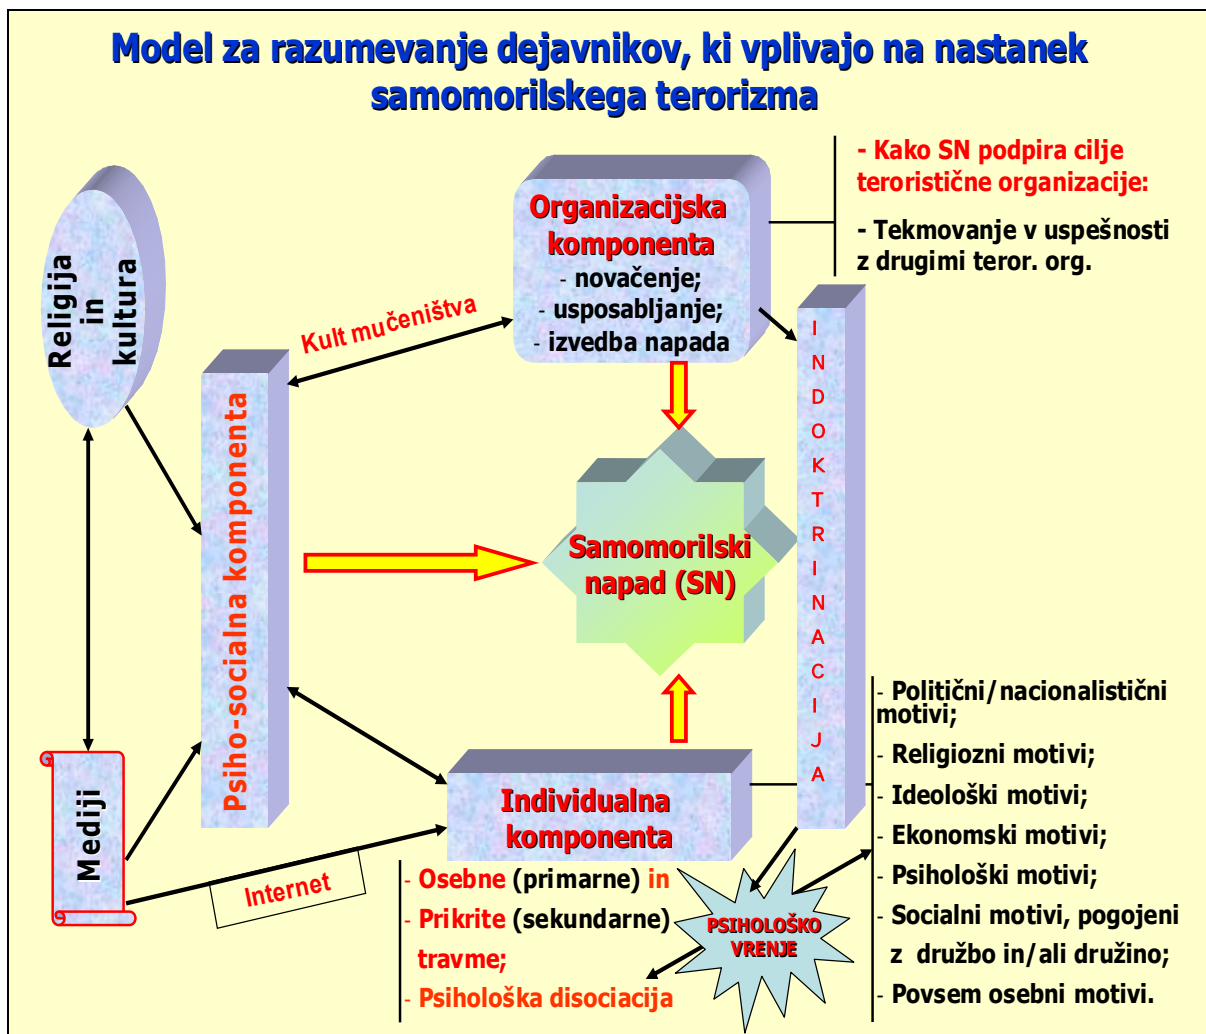 Model za razumevanje dejavnikov, ki vplivajo na nastanek
samomorilskega terorizma
Religija
in
kultura
Psiho-socialna komponenta
Kult mučeništva
Organizacijska
komponenta
- novačenje;
- usposabljanje;
- izvedba napada
- Kako SN podpira cilje
teroristične organizacije:
- Tekmovanje v uspešnosti
z drugimi teror. org.
INDOKTRINACIJA
Samomorilski
napad (SN)
Mediji
Internet
Individualna
komponenta
- Osebne (primarne) in
- Prikrite (sekundarne)
travme;
- Psihološka disociacija
PSIHOLOŠKO
VRENJE
- Politični/nacionalistični
motivi;
- Religiozni motivi;
- Ideološki motivi;
- Ekonomski motivi;
- Psihološki motivi;
- Socialni motivi, pogojeni
z družbo in/ali družino;
- Povsem osebni motivi.